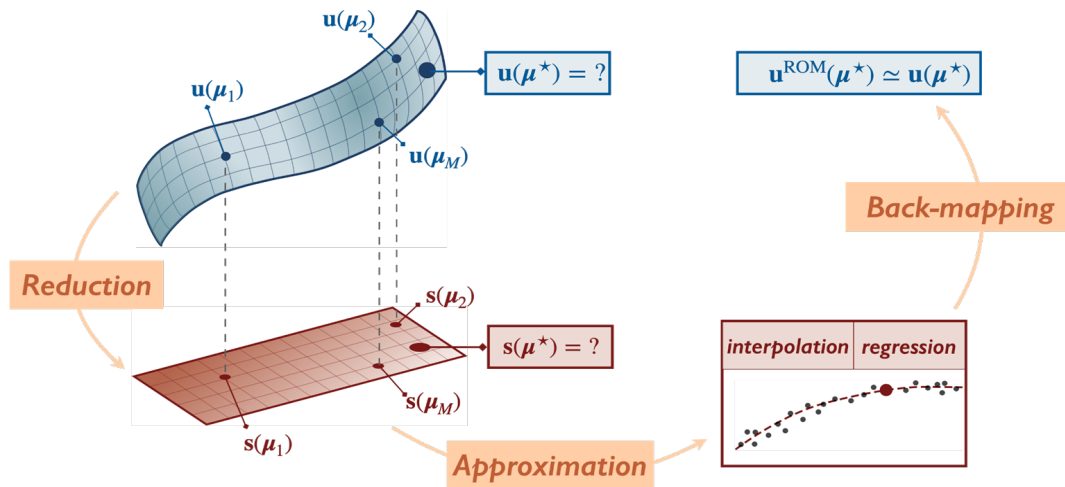 u(μ₂)
u(μ⋆) = ?
u^ROM(μ⋆) ≃ u(μ⋆)
u(μ₁)
u(μ_M)
Back-mapping
Reduction
s(μ₂)
s(μ⋆) = ?
interpolation
regression
s(μ_M)
s(μ₁)
Approximation